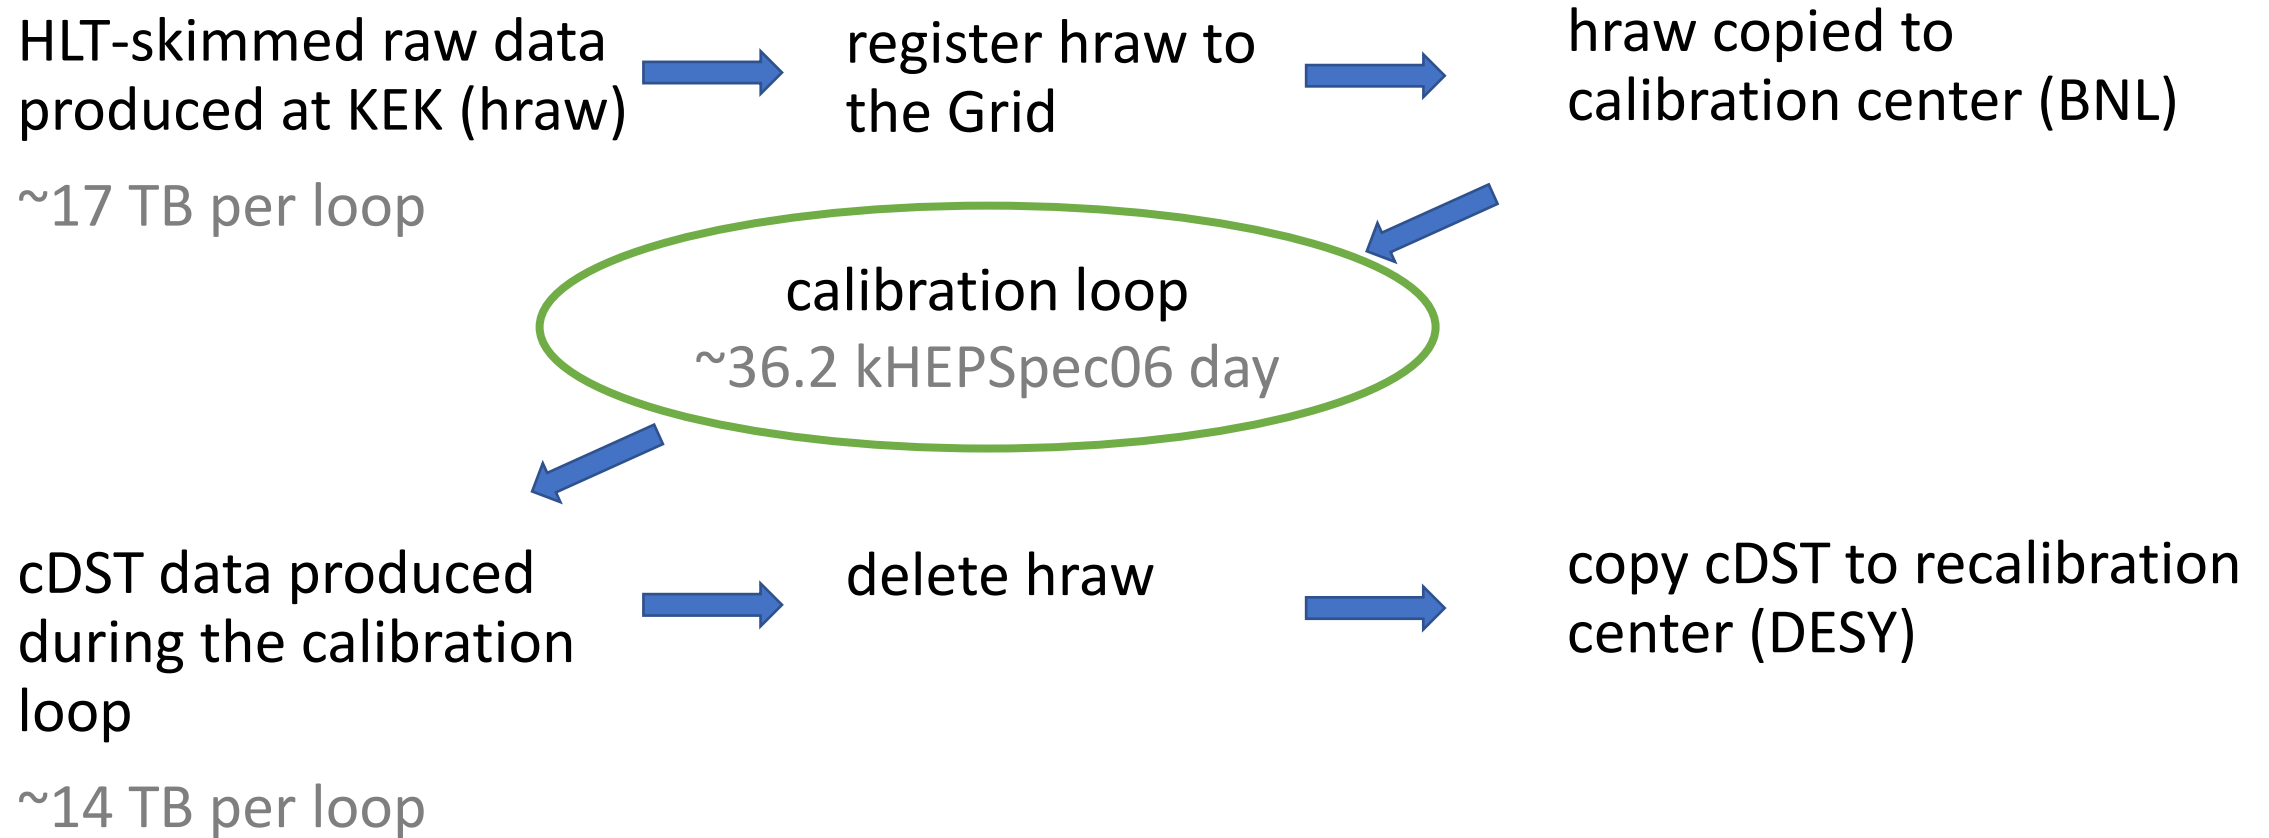 HLT-skimmed raw data
produced at KEK (hraw)
~17 TB per loop
register hraw to
the Grid
hraw copied to
calibration center (BNL)
calibration loop
~36.2 kHEPSpec06 day
cDST data produced
during the calibration
loop
~14 TB per loop
delete hraw
copy cDST to recalibration
center (DESY)